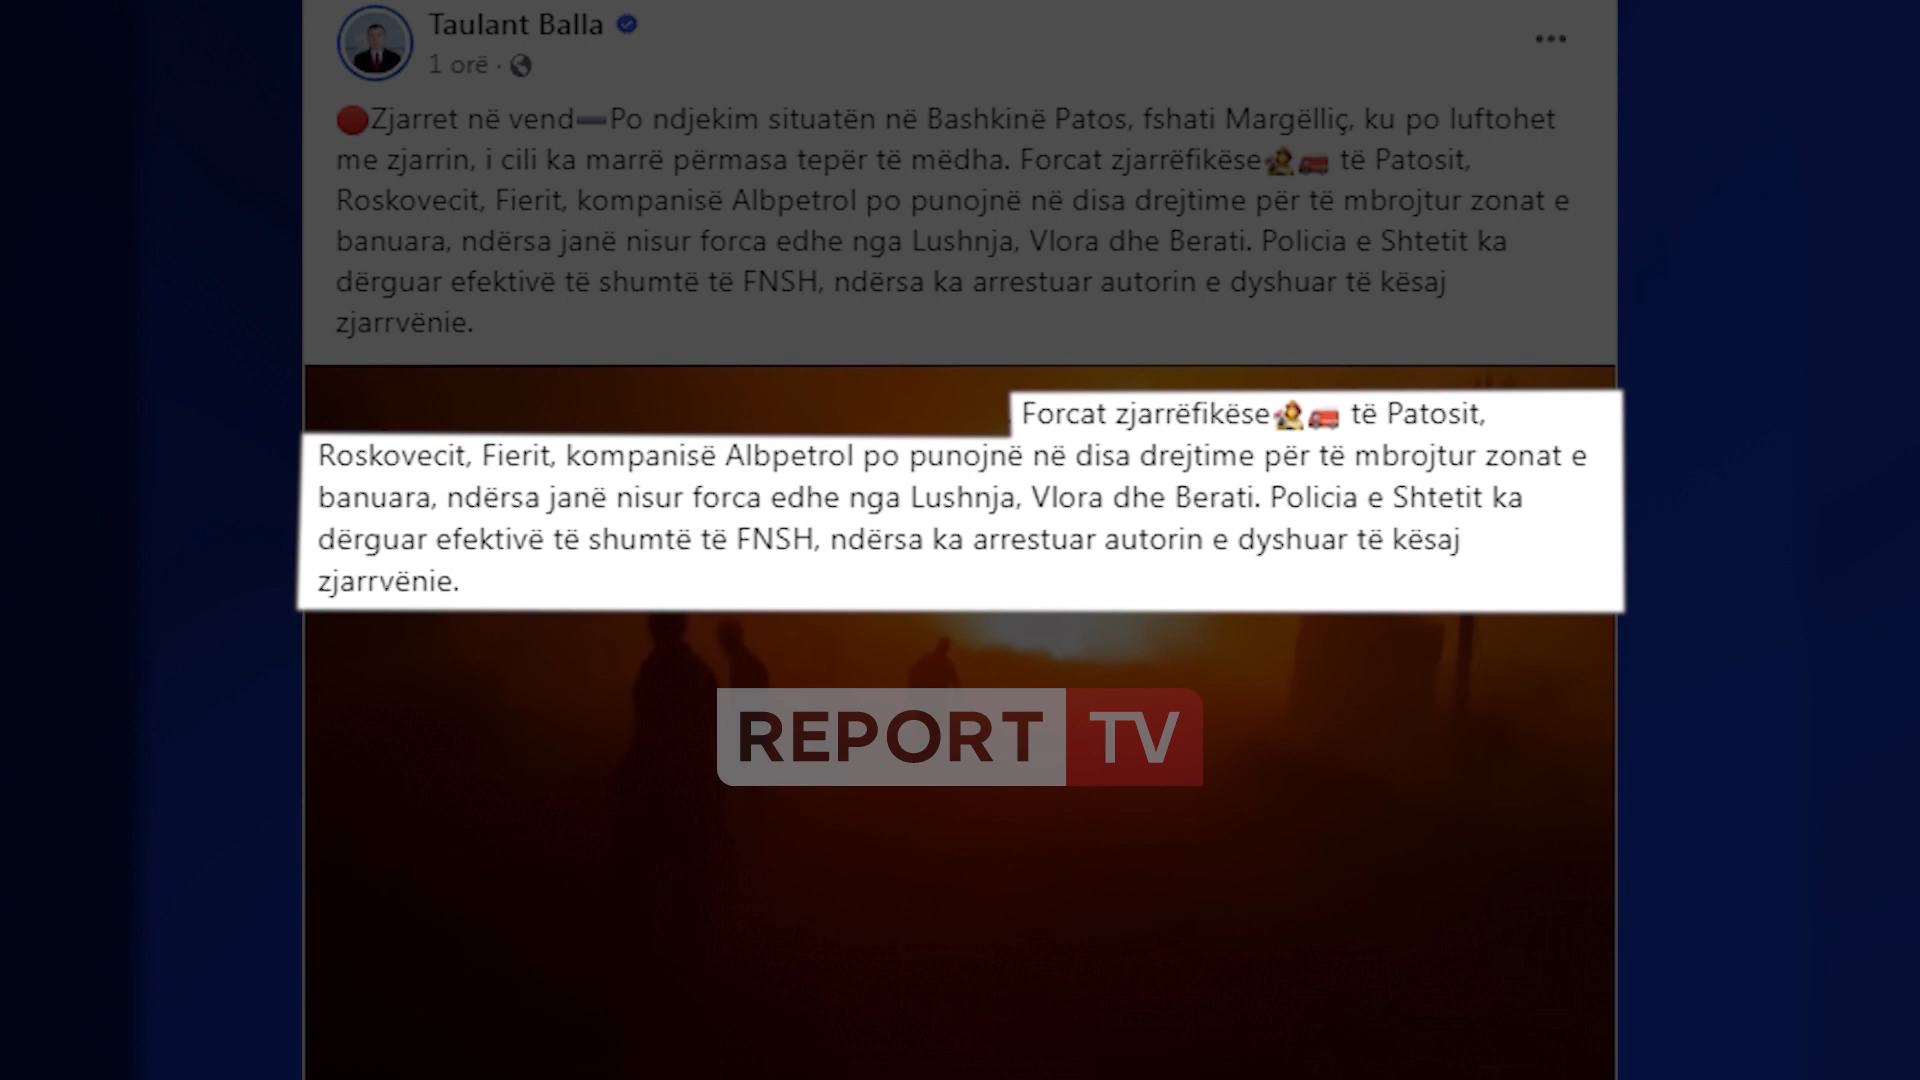 Taulant Balla
1 orë ·
🔴Zjarret në vend➖Po ndjekim situatën në Bashkinë Patos, fshati Margëlliç, ku po luftohet
me zjarrin, i cili ka marrë përmasa tepër të mëdha. Forcat zjarrëfikëse🧑‍🚒🚒 të Patosit,
Roskovecit, Fierit, kompanisë Albpetrol po punojnë në disa drejtime për të mbrojtur zonat e
banuara, ndërsa janë nisur forca edhe nga Lushnja, Vlora dhe Berati. Policia e Shtetit ka
dërguar efektivë të shumtë të FNSH, ndërsa ka arrestuar autorin e dyshuar të kësaj
zjarrvënie.
Forcat zjarrëfikëse🧑‍🚒🚒 të Patosit,
Roskovecit, Fierit, kompanisë Albpetrol po punojnë në disa drejtime për të mbrojtur zonat e
banuara, ndërsa janë nisur forca edhe nga Lushnja, Vlora dhe Berati. Policia e Shtetit ka
dërguar efektivë të shumtë të FNSH, ndërsa ka arrestuar autorin e dyshuar të kësaj
zjarrvënie.
REPORT TV